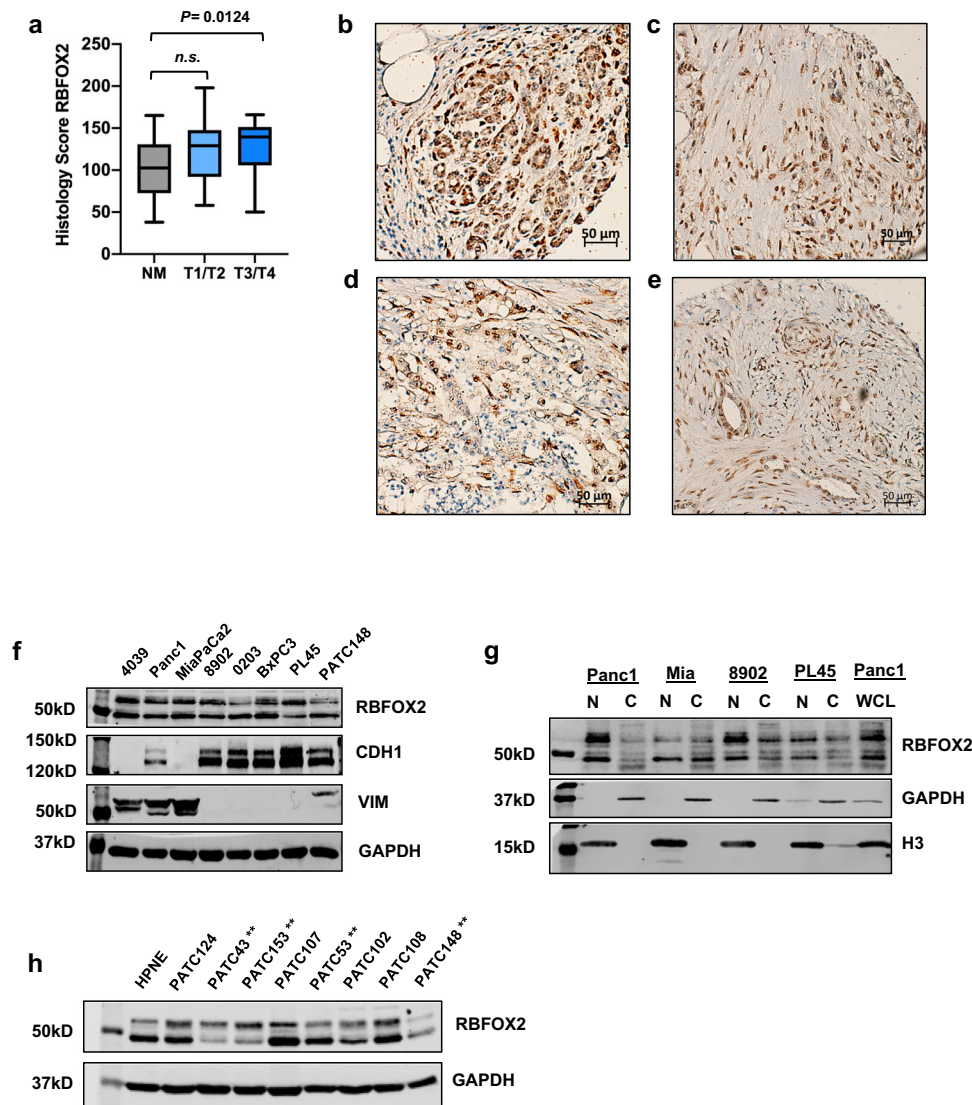 a
P= 0.0124
n.s.
Histology Score RBFOX2
250
200
150
100
50
0
NM T1/T2 T3/T4
b
50 µm
c
50 µm
d
50 µm
e
50 µm
f
4039 Panc1 MiaPaCa2 8902 0203 BxPC3 PL45 PATC148
50kD RBFOX2
150kD
CDH1
120kD
VIM
50kD
37kD
GAPDH
g
Panc1 Mia 8902 PL45 Panc1
N C N C N C N C WCL
RBFOX2
50kD
37kD GAPDH
15kD H3
h
HPNE PATC124 PATC43 ** PATC153 ** PATC107 PATC53 ** PATC102 PATC108 PATC148 **
50kD RBFOX2
37kD GAPDH